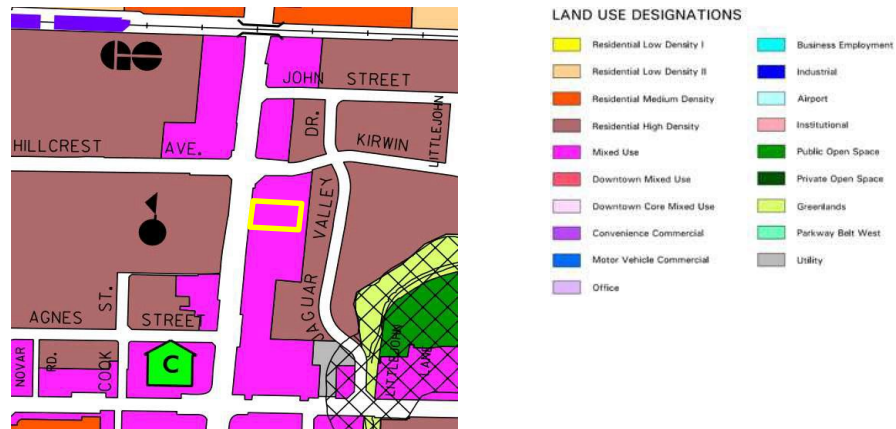 LAND USE DESIGNATIONS
Residential Low Density I
Residential Low Density II
Residential Medium Density
Residential High Density
Mixed Use
Downtown Mixed Use
Downtown Core Mixed Use
Convenience Commercial
Motor Vehicle Commercial
Office
Business Employment
Industrial
Airport
Institutional
Public Open Space
Private Open Space
Greenlands
Parkway Belt West
Utility
GO
JOHN STREET
HILLCREST AVE.
KIRWIN
LITTLEJOHN
JAGUAR VALLEY DR.
AGNES STREET
COOK ST.
NOVAR RD.
C
LITTLEJOHN LANE